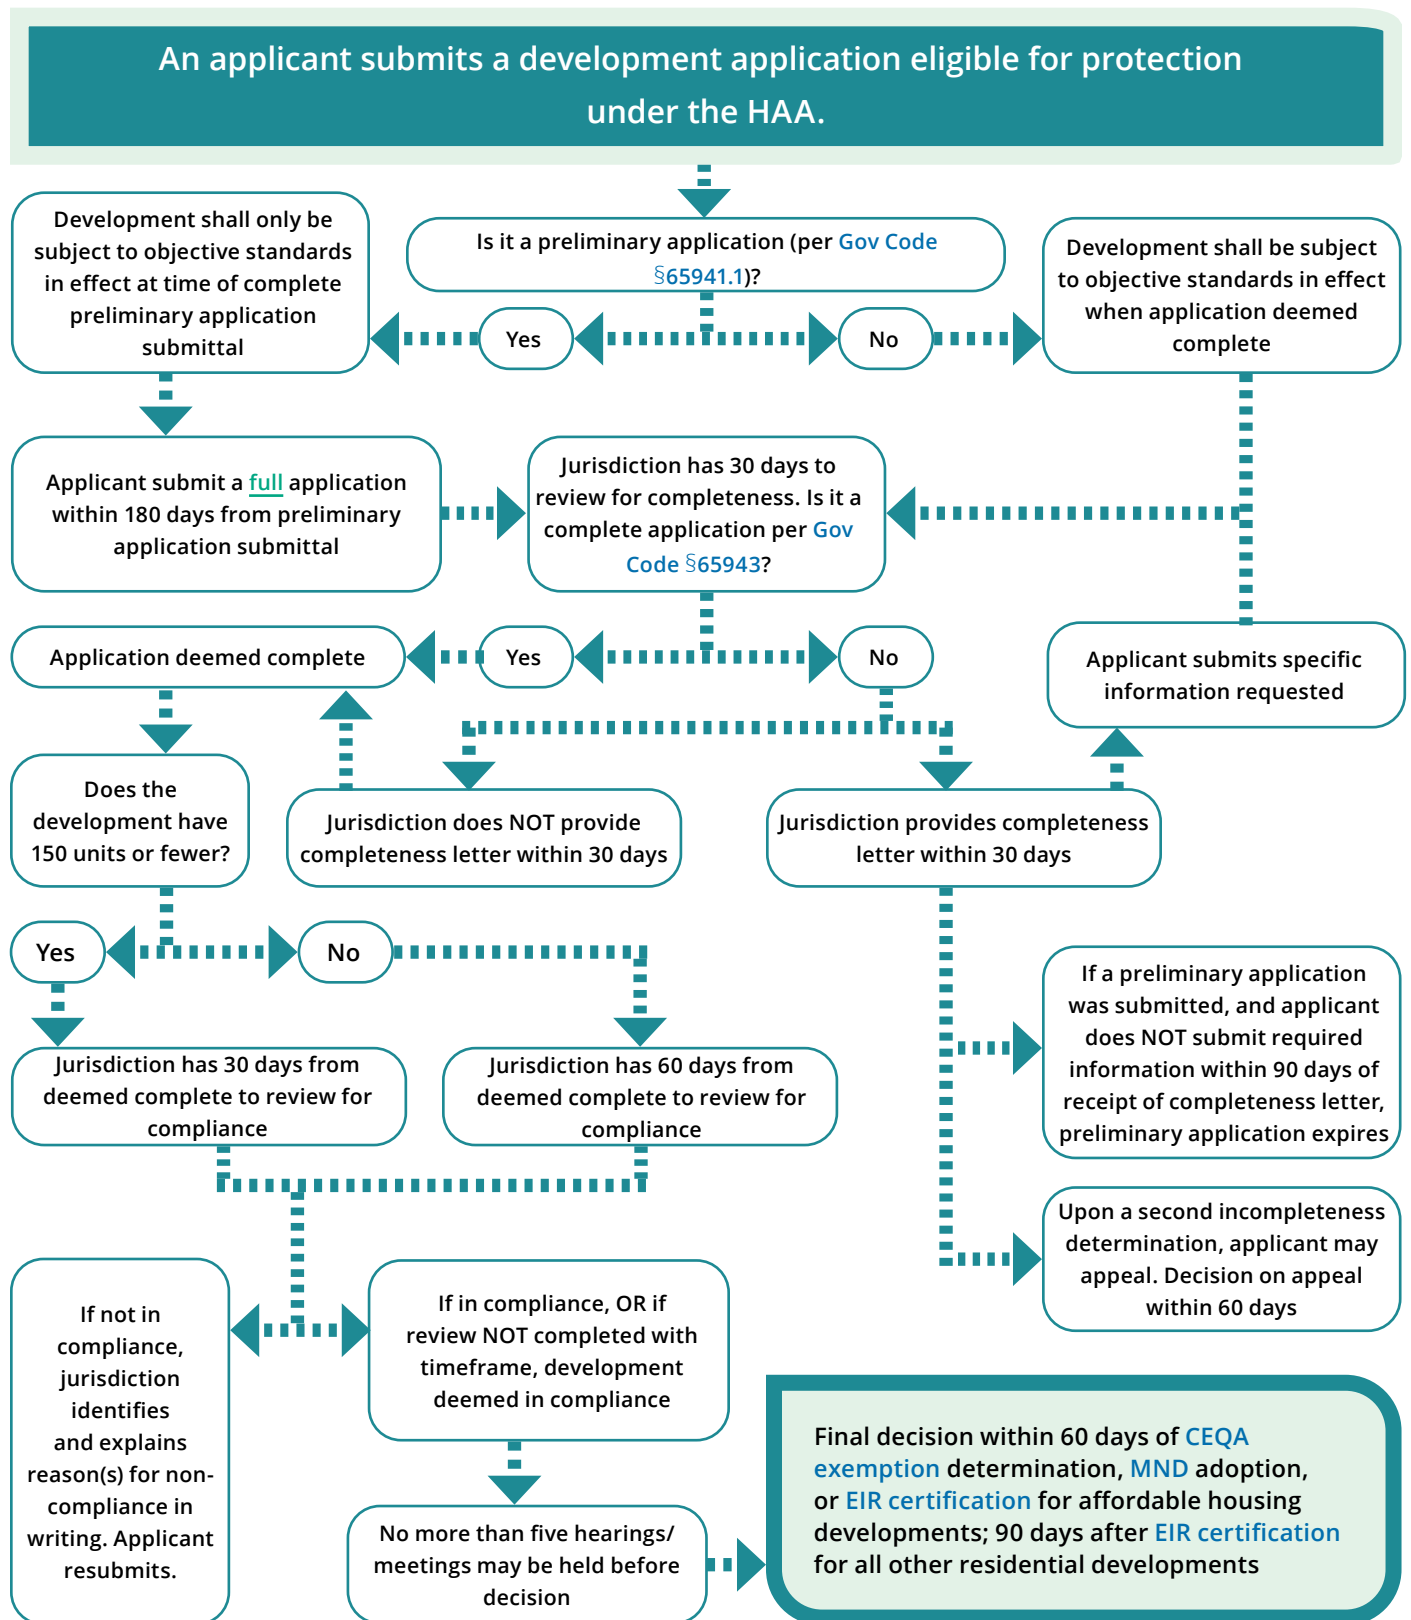 An applicant submits a development application eligible for protection
under the HAA.
Development shall only be
subject to objective standards
in effect at time of complete
preliminary application
submittal
Is it a preliminary application (per Gov Code
§65941.1)?
Development shall be subject
to objective standards in effect
when application deemed
complete
Yes
No
Applicant submit a full application
within 180 days from preliminary
application submittal
Jurisdiction has 30 days to
review for completeness. Is it a
complete application per Gov
Code §65943?
Application deemed complete
Yes
No
Applicant submits specific
information requested
Does the
development have
150 units or fewer?
Jurisdiction does NOT provide
completeness letter within 30 days
Jurisdiction provides completeness
letter within 30 days
Yes
No
If a preliminary application
was submitted, and applicant
does NOT submit required
information within 90 days of
receipt of completeness letter,
preliminary application expires
Jurisdiction has 30 days from
deemed complete to review for
compliance
Jurisdiction has 60 days from
deemed complete to review for
compliance
Upon a second incompleteness
determination, applicant may
appeal. Decision on appeal
within 60 days
If not in
compliance,
jurisdiction
identifies
and explains
reason(s) for non-
compliance in
writing. Applicant
resubmits.
If in compliance, OR if
review NOT completed with
timeframe, development
deemed in compliance
No more than five hearings/
meetings may be held before
decision
Final decision within 60 days of CEQA
exemption determination, MND adoption,
or EIR certification for affordable housing
developments; 90 days after EIR certification
for all other residential developments